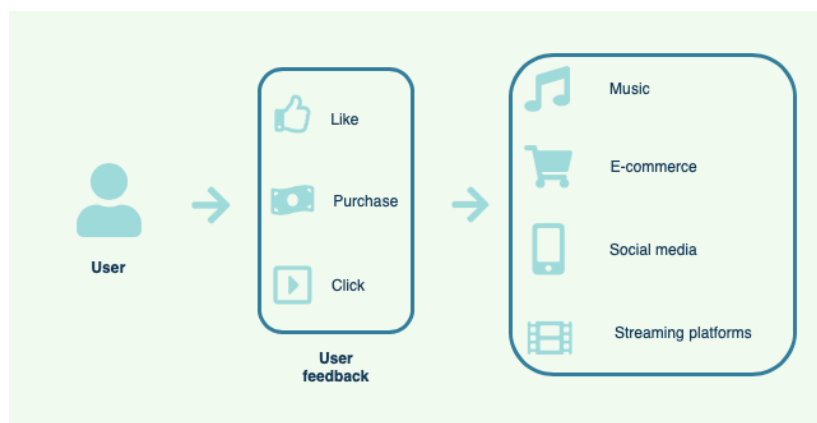 User
Like
Purchase
Click
User
feedback
Music
E-commerce
Social media
Streaming platforms